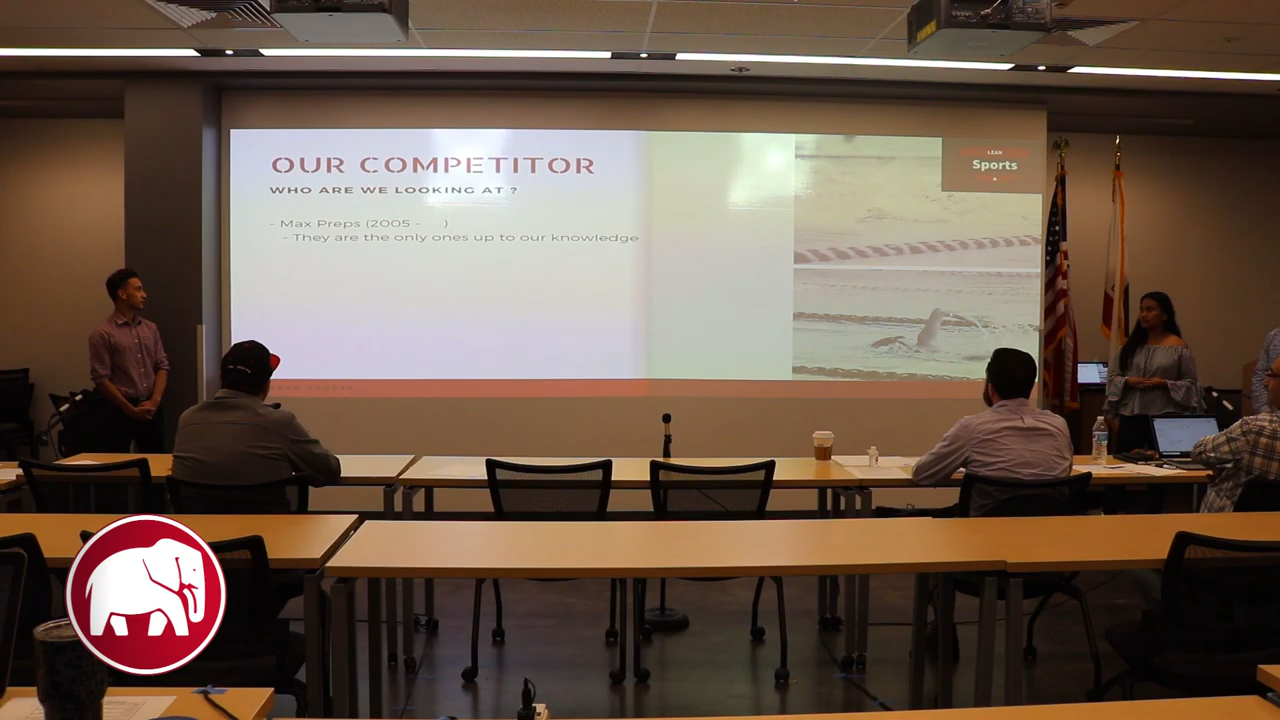 OUR COMPETITOR
WHO ARE WE LOOKING AT ?
- Max Preps (2005 -    )
- They are the only ones up to our knowledge
LEAN
Sports